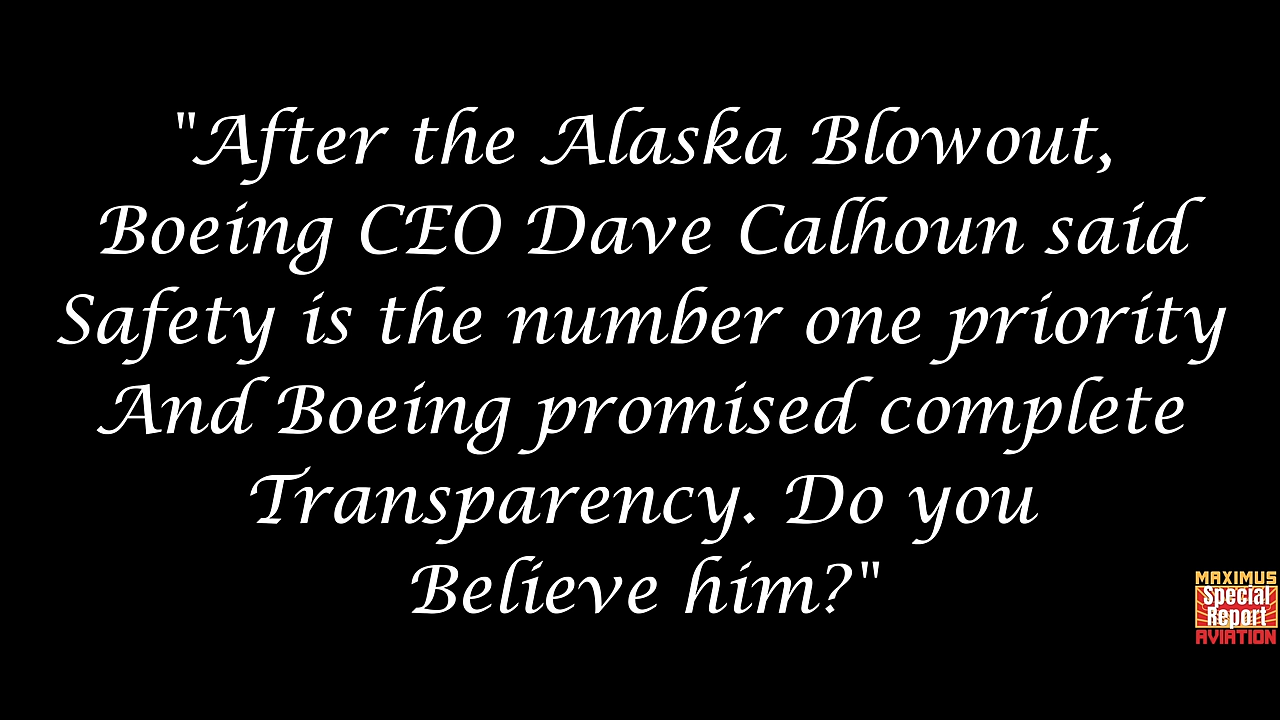 "After the Alaska Blowout,
Boeing CEO Dave Calhoun said
Safety is the number one priority
And Boeing promised complete
Transparency. Do you
Believe him?"
MAXIMUS
Special
Report
AVIATION